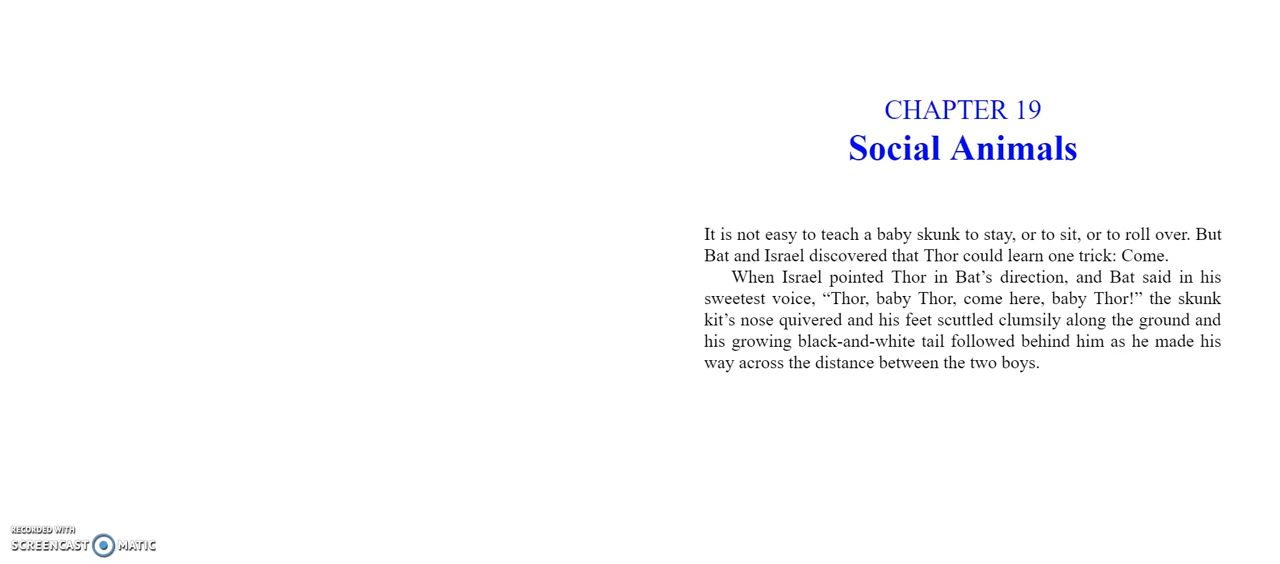 CHAPTER 19
Social Animals
It is not easy to teach a baby skunk to stay, or to sit, or to roll over. But
Bat and Israel discovered that Thor could learn one trick: Come.
When Israel pointed Thor in Bat’s direction, and Bat said in his
sweetest voice, “Thor, baby Thor, come here, baby Thor!” the skunk
kit’s nose quivered and his feet scuttled clumsily along the ground and
his growing black-and-white tail followed behind him as he made his
way across the distance between the two boys.
RECORDED WITH
SCREENCAST MATIC